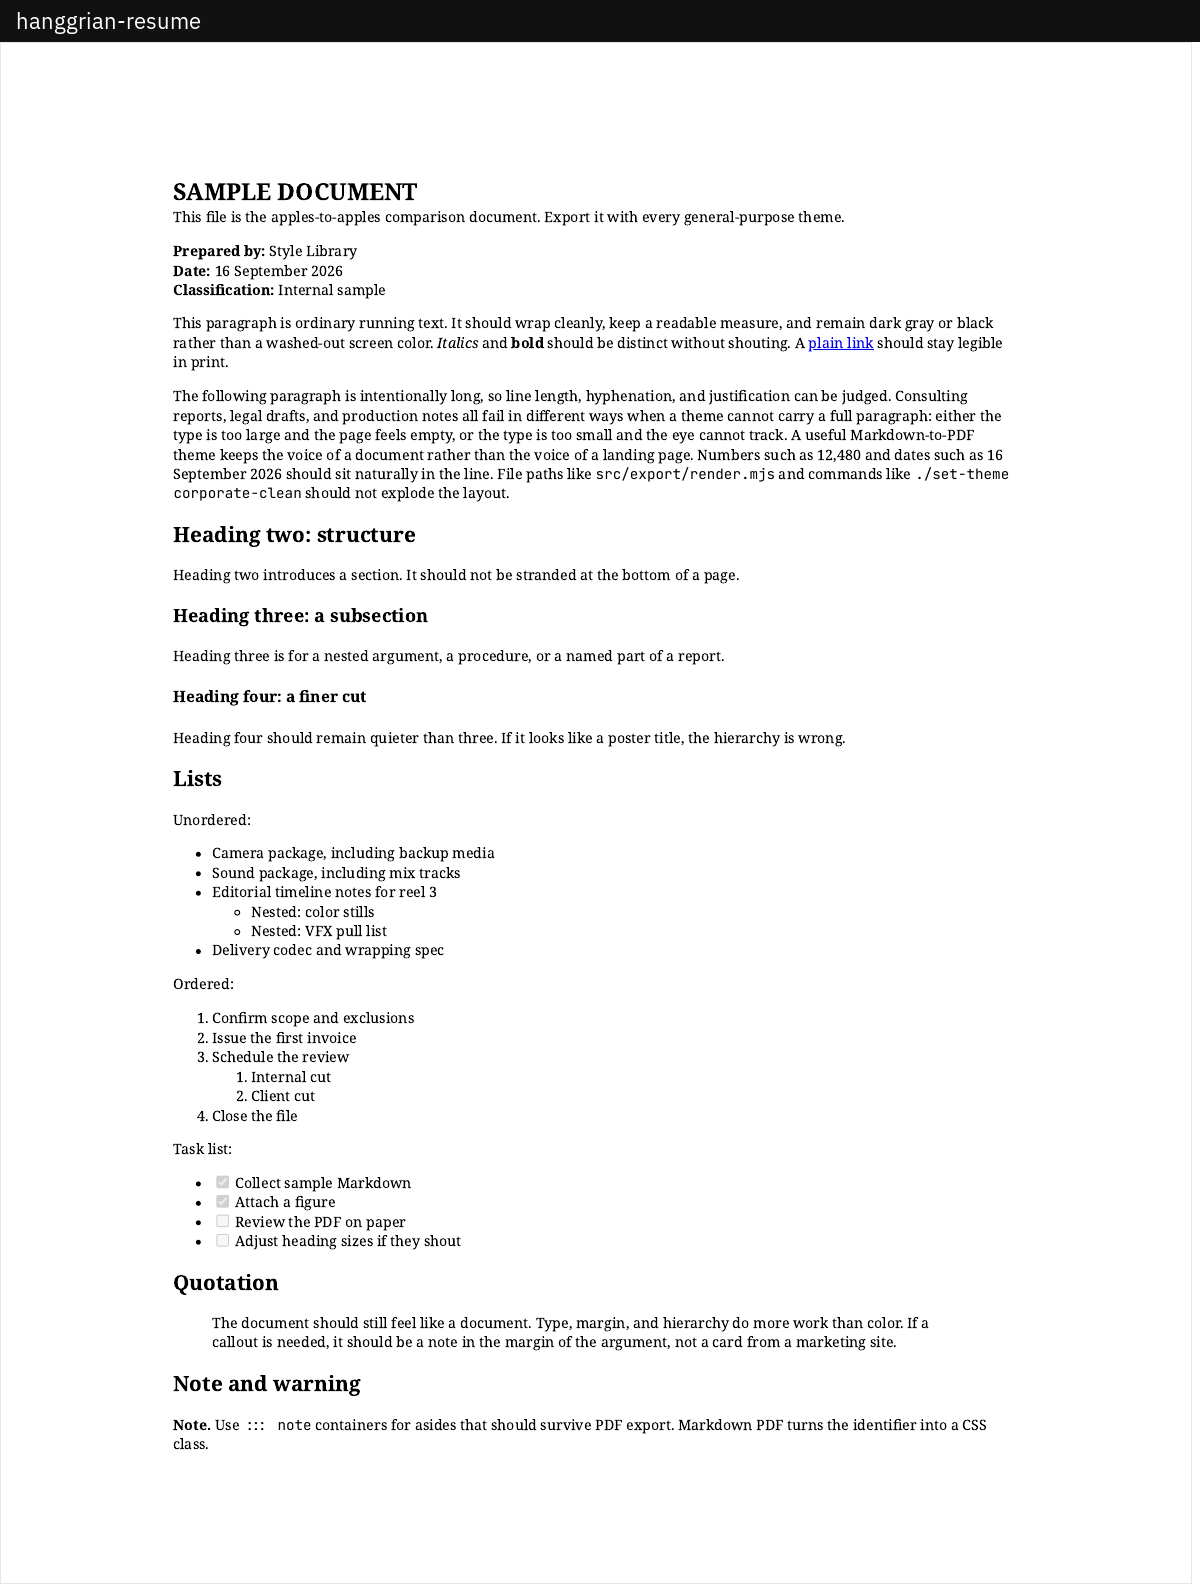 hanggrian-resume
SAMPLE DOCUMENT
This file is the apples-to-apples comparison document. Export it with every general-purpose theme.
Prepared by: Style Library
Date: 16 September 2026
Classification: Internal sample
This paragraph is ordinary running text. It should wrap cleanly, keep a readable measure, and remain dark gray or black
rather than a washed-out screen color. Italics and bold should be distinct without shouting. A plain link should stay legible
in print.
The following paragraph is intentionally long, so line length, hyphenation, and justification can be judged. Consulting
reports, legal drafts, and production notes all fail in different ways when a theme cannot carry a full paragraph: either the
type is too large and the page feels empty, or the type is too small and the eye cannot track. A useful Markdown-to-PDF
theme keeps the voice of a document rather than the voice of a landing page. Numbers such as 12,480 and dates such as 16
September 2026 should sit naturally in the line. File paths like src/export/render.mjs and commands like ./set-theme
corporate-clean should not explode the layout.
Heading two: structure
Heading two introduces a section. It should not be stranded at the bottom of a page.
Heading three: a subsection
Heading three is for a nested argument, a procedure, or a named part of a report.
Heading four: a finer cut
Heading four should remain quieter than three. If it looks like a poster title, the hierarchy is wrong.
Lists
Unordered:
• Camera package, including backup media
• Sound package, including mix tracks
• Editorial timeline notes for reel 3
◦ Nested: color stills
◦ Nested: VFX pull list
• Delivery codec and wrapping spec
Ordered:
1. Confirm scope and exclusions
2. Issue the first invoice
3. Schedule the review
1. Internal cut
2. Client cut
4. Close the file
Task list:
• ☑ Collect sample Markdown
• ☑ Attach a figure
• ☐ Review the PDF on paper
• ☐ Adjust heading sizes if they shout
Quotation
The document should still feel like a document. Type, margin, and hierarchy do more work than color. If a
callout is needed, it should be a note in the margin of the argument, not a card from a marketing site.
Note and warning
Note. Use ::: note containers for asides that should survive PDF export. Markdown PDF turns the identifier into a CSS
class.